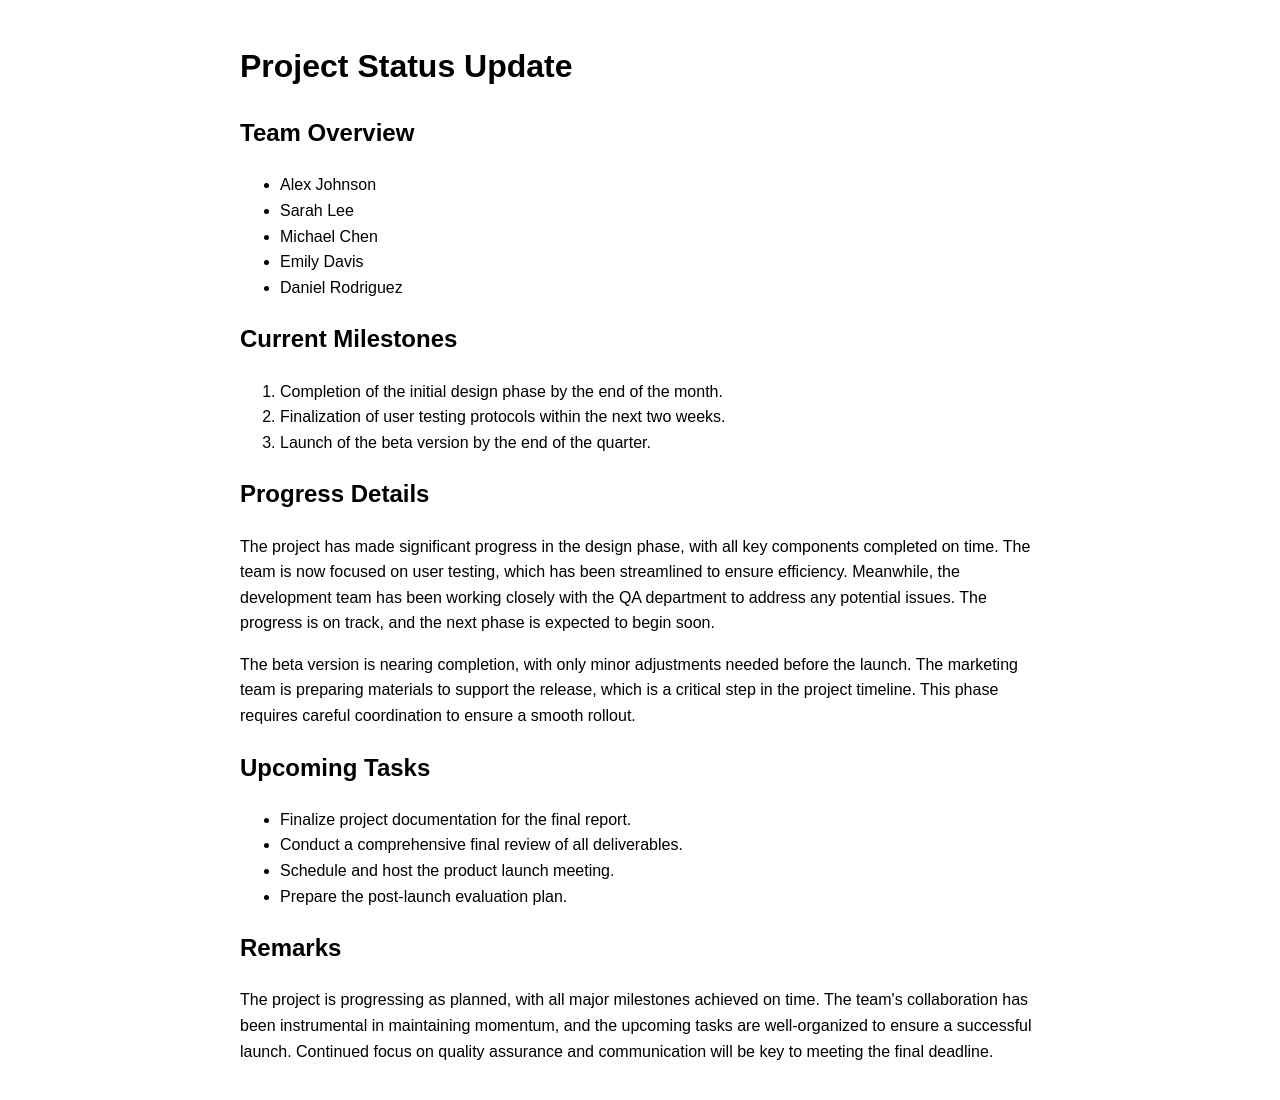 Project Status Update
Team Overview
• Alex Johnson
• Sarah Lee
• Michael Chen
• Emily Davis
• Daniel Rodriguez
Current Milestones
1. Completion of the initial design phase by the end of the month.
2. Finalization of user testing protocols within the next two weeks.
3. Launch of the beta version by the end of the quarter.
Progress Details
The project has made significant progress in the design phase, with all key components completed on time. The
team is now focused on user testing, which has been streamlined to ensure efficiency. Meanwhile, the
development team has been working closely with the QA department to address any potential issues. The
progress is on track, and the next phase is expected to begin soon.
The beta version is nearing completion, with only minor adjustments needed before the launch. The marketing
team is preparing materials to support the release, which is a critical step in the project timeline. This phase
requires careful coordination to ensure a smooth rollout.
Upcoming Tasks
• Finalize project documentation for the final report.
• Conduct a comprehensive final review of all deliverables.
• Schedule and host the product launch meeting.
• Prepare the post-launch evaluation plan.
Remarks
The project is progressing as planned, with all major milestones achieved on time. The team's collaboration has
been instrumental in maintaining momentum, and the upcoming tasks are well-organized to ensure a successful
launch. Continued focus on quality assurance and communication will be key to meeting the final deadline.